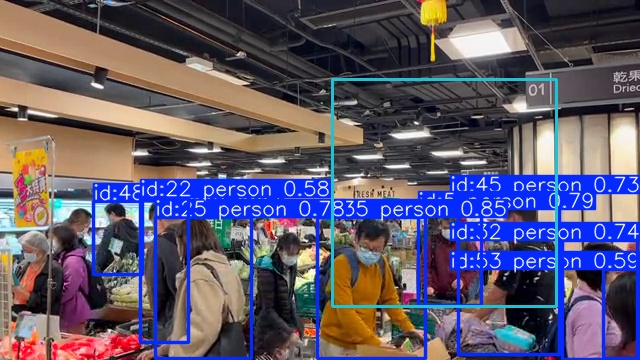 01
乾果
Dried
FRESH MEAT
id:48
id:22 person 0.58
id:45 person 0.73
0.79
id:25 person 0.78
35 person 0.85
id:32 person 0.74
id:53 person 0.59